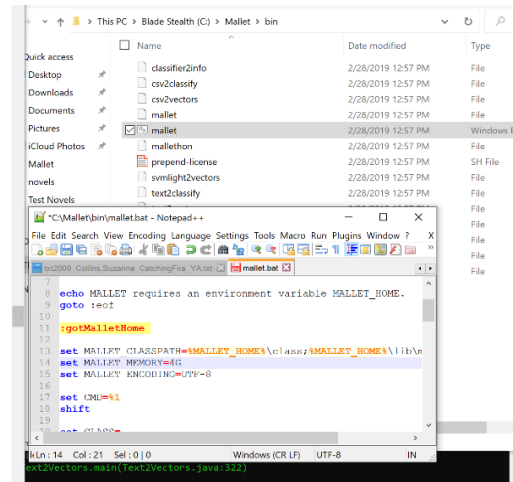 This PC > Blade Stealth (C:) > Mallet > bin
Name Date modified Type
Quick access
Desktop
Downloads
Documents
Pictures
iCloud Photos
Mallet
novels
Test Novels
classifier2info 2/28/2019 12:57 PM File
csv2classify 2/28/2019 12:57 PM File
csv2vectors 2/28/2019 12:57 PM File
mallet 2/28/2019 12:57 PM File
mallet 2/28/2019 12:57 PM Windows
mallethon 2/28/2019 12:57 PM File
prepend-license 2/28/2019 12:57 PM SH File
svmlight2vectors 2/28/2019 12:57 PM File
text2classify 2/28/2019 12:57 PM File
File
File
File
File
*C:\Mallet\bin\mallet.bat - Notepad++
File Edit Search View Encoding Language Settings Tools Macro Run Plugins Window ? X
txt2009_Collins.Suzanne_CatchingFire_YA.txt mallet.bat
7
8 echo MALLET requires an environment variable MALLET_HOME.
9 goto :eof
10
11 :gotMalletHome
12
13 set MALLET_CLASSPATH=%MALLET_HOME%\class;%MALLET_HOME%\lib\m
14 set MALLET_MEMORY=4G
15 set MALLET_ENCODING=UTF-8
16
17 set CMD=%1
18 shift
19
20 set CLASS=
Ln : 14 Col : 21 Sel : 0 | 0 Windows (CR LF) UTF-8 IN
ext2Vectors.main(Text2Vectors.java:322)